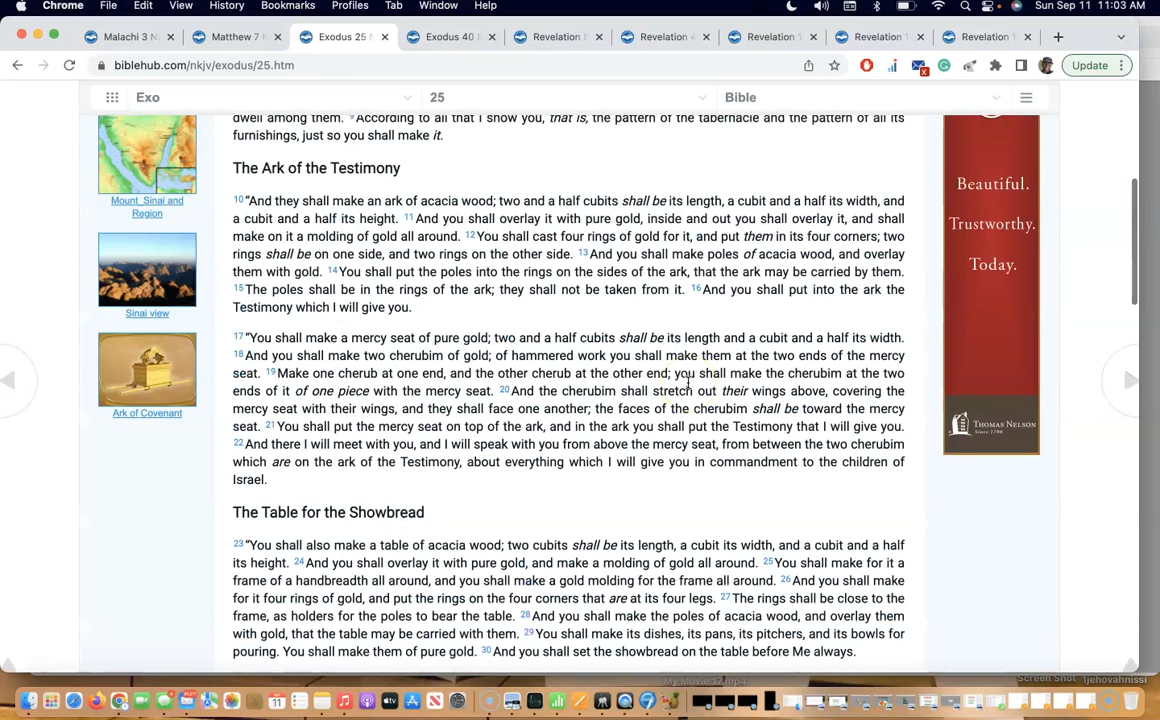 Chrome File Edit View History Bookmarks Profiles Tab Window Help Sun Sep 11 11:03 AM
Malachi 3 N Matthew 7 Exodus 25 N Exodus 40 N Revelation Revelation Revelation 1 Revelation 1 Revelation 1
biblehub.com/nkjv/exodus/25.htm Update
Exo 25 Bible
dwell among them. 9According to all that I show you, that is, the pattern of the tabernacle and the pattern of all its
furnishings, just so you shall make it.
The Ark of the Testimony
10“And they shall make an ark of acacia wood; two and a half cubits shall be its length, a cubit and a half its width, and
a cubit and a half its height. 11And you shall overlay it with pure gold, inside and out you shall overlay it, and shall
make on it a molding of gold all around. 12You shall cast four rings of gold for it, and put them in its four corners; two
rings shall be on one side, and two rings on the other side. 13And you shall make poles of acacia wood, and overlay
them with gold. 14You shall put the poles into the rings on the sides of the ark, that the ark may be carried by them.
15The poles shall be in the rings of the ark; they shall not be taken from it. 16And you shall put into the ark the
Testimony which I will give you.
17“You shall make a mercy seat of pure gold; two and a half cubits shall be its length and a cubit and a half its width.
18And you shall make two cherubim of gold; of hammered work you shall make them at the two ends of the mercy
seat. 19Make one cherub at one end, and the other cherub at the other end; you shall make the cherubim at the two
ends of it of one piece with the mercy seat. 20And the cherubim shall stretch out their wings above, covering the
mercy seat with their wings, and they shall face one another; the faces of the cherubim shall be toward the mercy
seat. 21You shall put the mercy seat on top of the ark, and in the ark you shall put the Testimony that I will give you.
22And there I will meet with you, and I will speak with you from above the mercy seat, from between the two cherubim
which are on the ark of the Testimony, about everything which I will give you in commandment to the children of
Israel.
The Table for the Showbread
23“You shall also make a table of acacia wood; two cubits shall be its length, a cubit its width, and a cubit and a half
its height. 24And you shall overlay it with pure gold, and make a molding of gold all around. 25You shall make for it a
frame of a handbreadth all around, and you shall make a gold molding for the frame all around. 26And you shall make
for it four rings of gold, and put the rings on the four corners that are at its four legs. 27The rings shall be close to the
frame, as holders for the poles to bear the table. 28And you shall make the poles of acacia wood, and overlay them
with gold, that the table may be carried with them. 29You shall make its dishes, its pans, its pitchers, and its bowls for
pouring. You shall make them of pure gold. 30And you shall set the showbread on the table before Me always.
Mount Sinai and
Region
Sinai view
Ark of Covenant
Beautiful.
Trustworthy.
Today.
THOMAS NELSON
Since 1798
My Movie 17.mp4
Screen Shot 1jehovahnissi